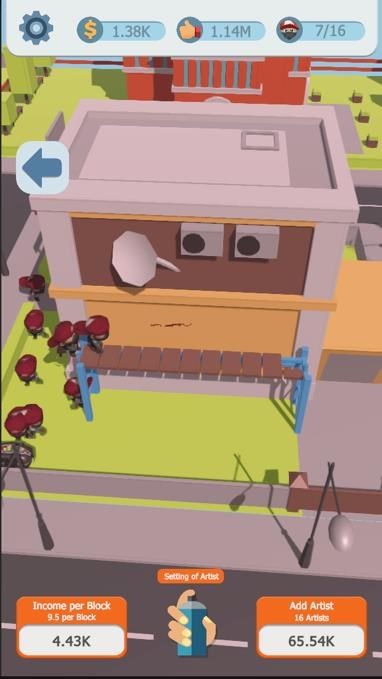 1.38K
1.14M
7/16
Setting of Artist
Income per Block
9.5 per Block
4.43K
Add Artist
16 Artists
65.54K